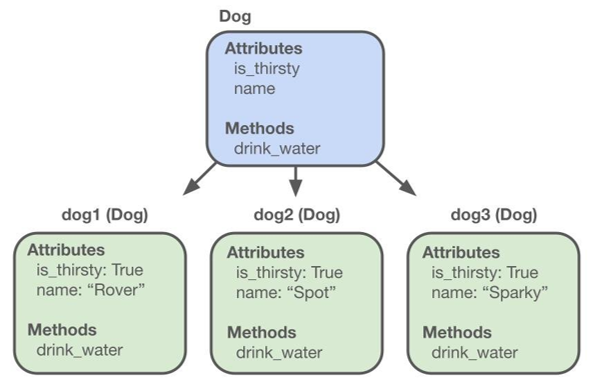 Dog
Attributes
is_thirsty
name
Methods
drink_water
dog1 (Dog)
Attributes
is_thirsty: True
name: “Rover”
Methods
drink_water
dog2 (Dog)
Attributes
is_thirsty: True
name: “Spot”
Methods
drink_water
dog3 (Dog)
Attributes
is_thirsty: True
name: “Sparky”
Methods
drink_water